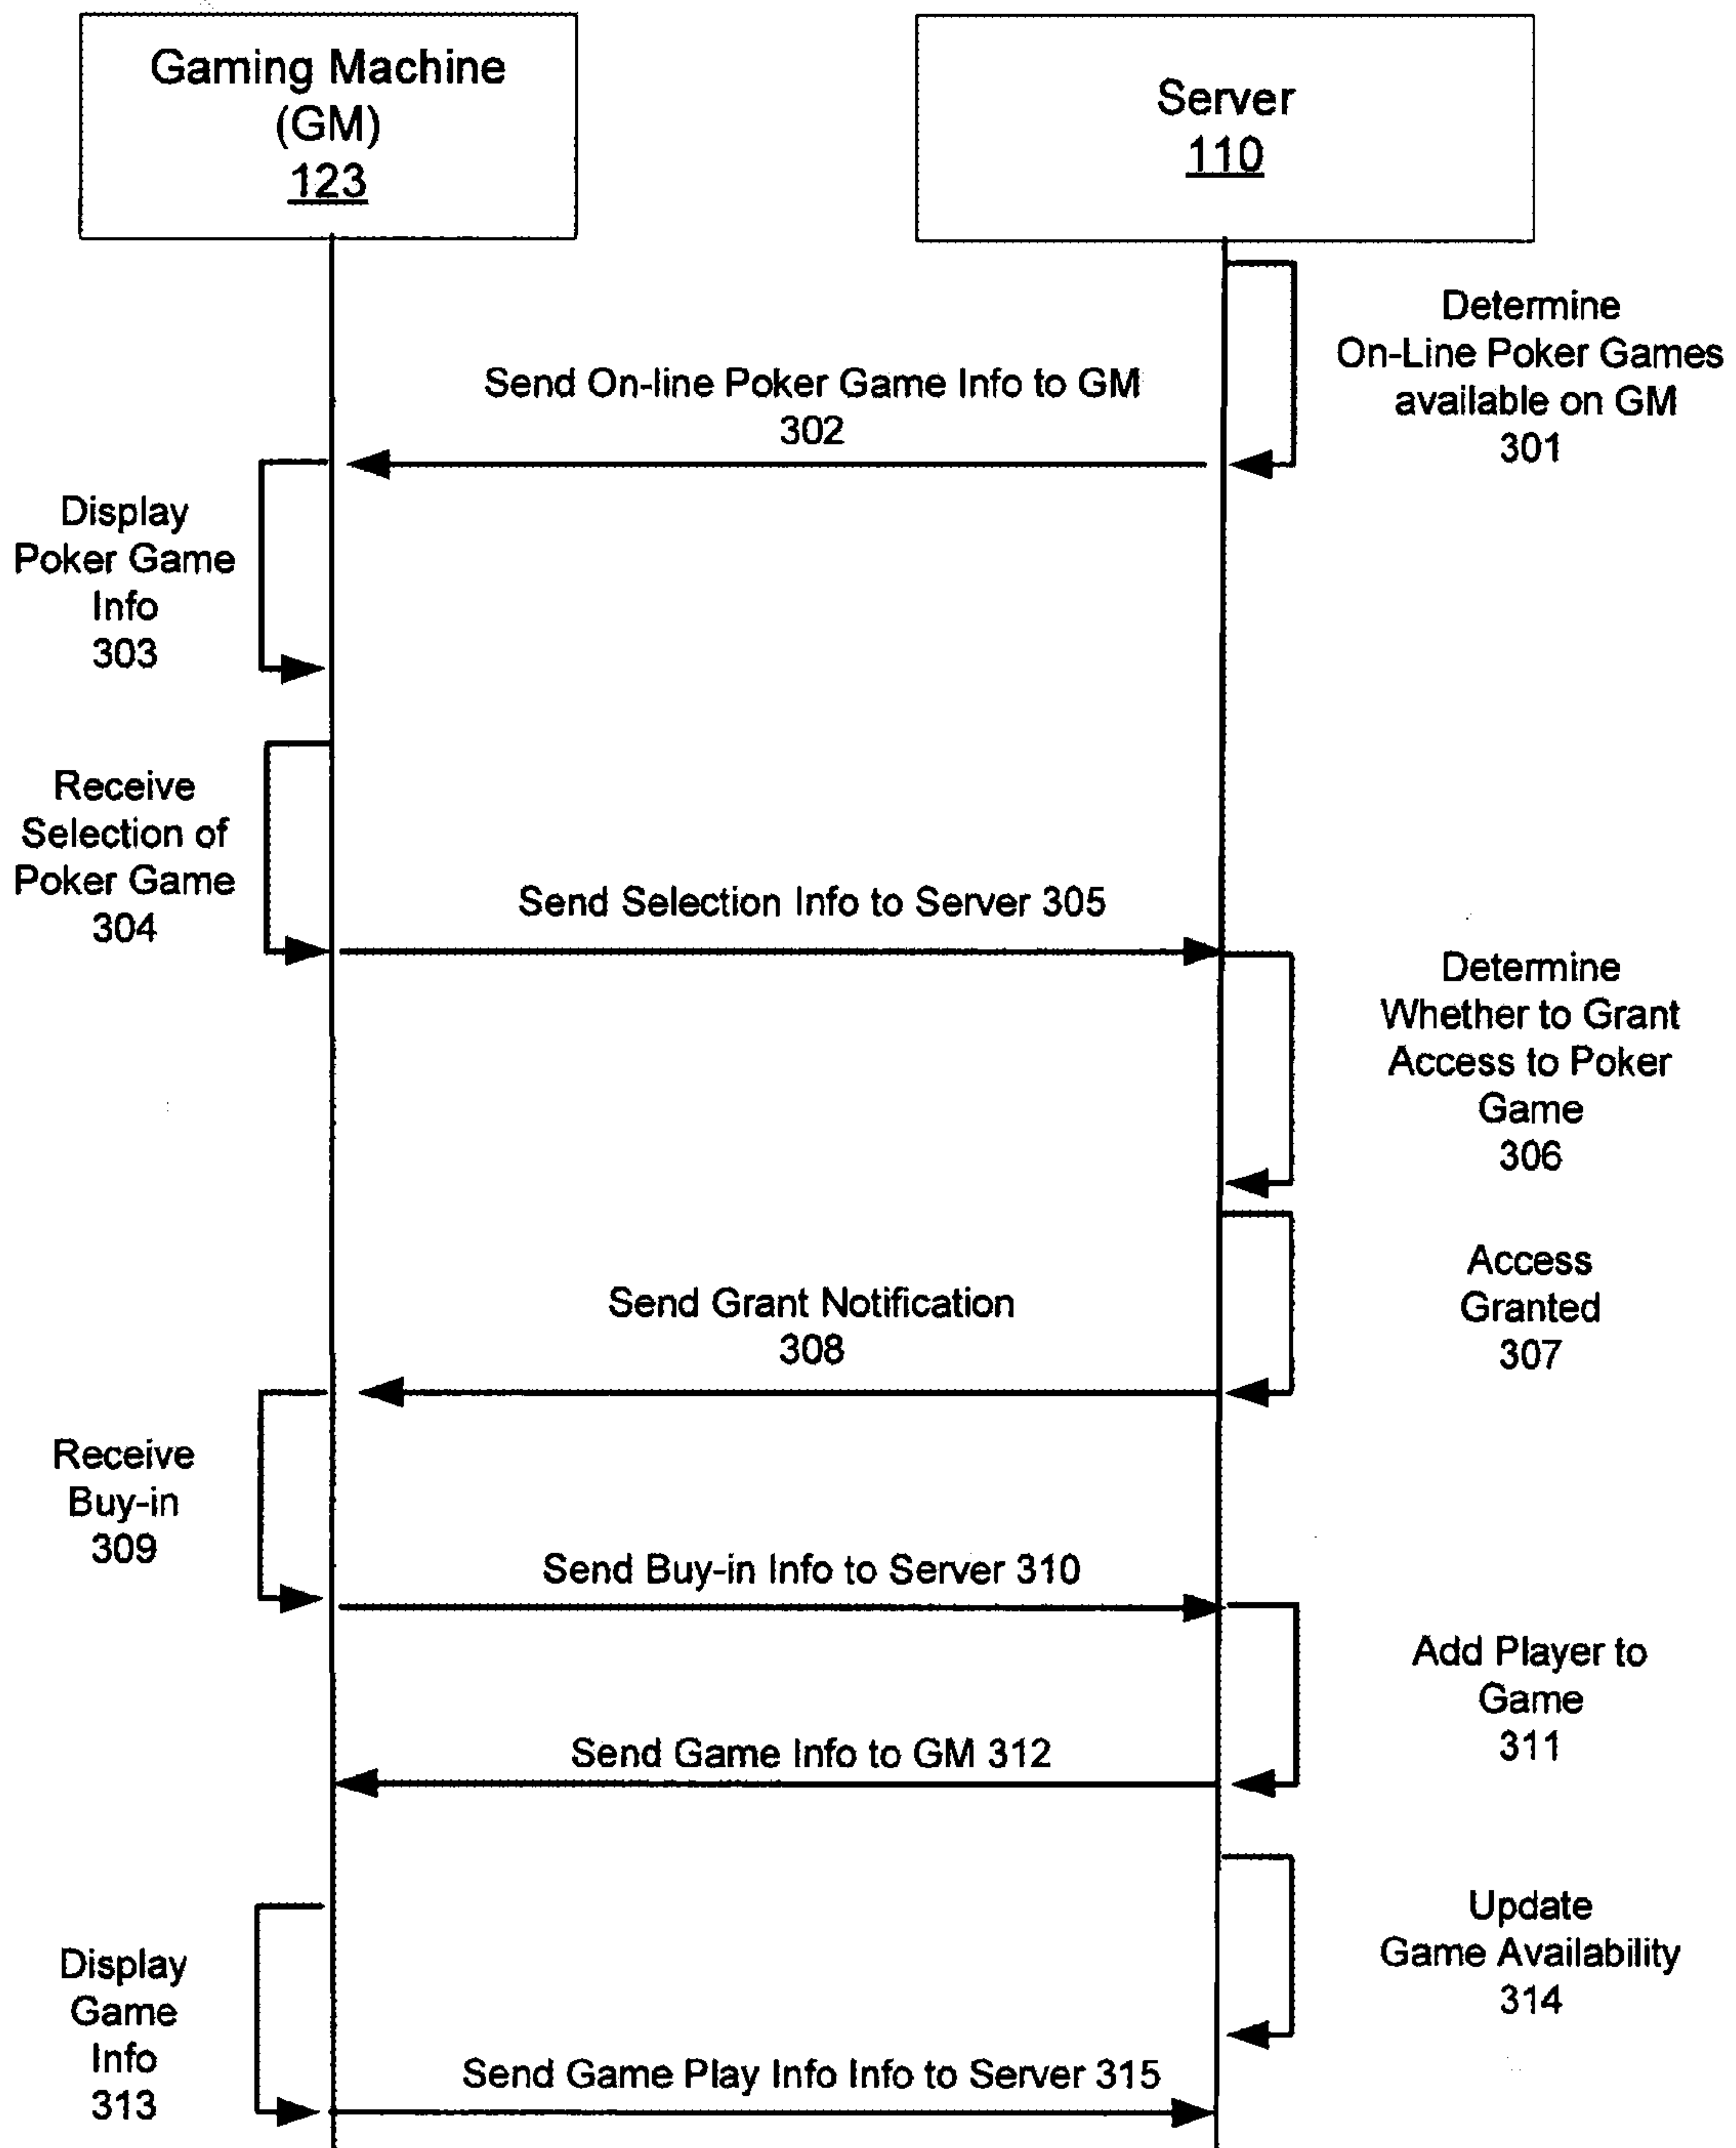 Gaming Machine
(GM)
123
Server
110
Determine
On-Line Poker Games
available on GM
301
Send On-line Poker Game Info to GM
302
Display
Poker Game
Info
303
Receive
Selection of
Poker Game
304
Send Selection Info to Server 305
Determine
Whether to Grant
Access to Poker
Game
306
Access
Granted
307
Send Grant Notification
308
Receive
Buy-in
309
Send Buy-in Info to Server 310
Add Player to
Game
311
Send Game Info to GM 312
Update
Game Availability
314
Display
Game
Info
313
Send Game Play Info Info to Server 315